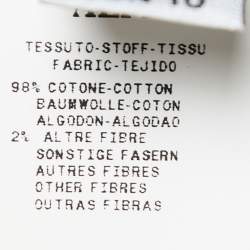 TESSUTO-STOFF-TISSU
FABRIC-TEJIDO
98% COTONE-COTTON
BAUMWOLLE-COTON
ALGODON-ALGODAO
2% ALTRE FIBRE
SONSTIGE FASERN
AUTRES FIBRES
OTHER FIBRES
OUTRAS FIBRAS